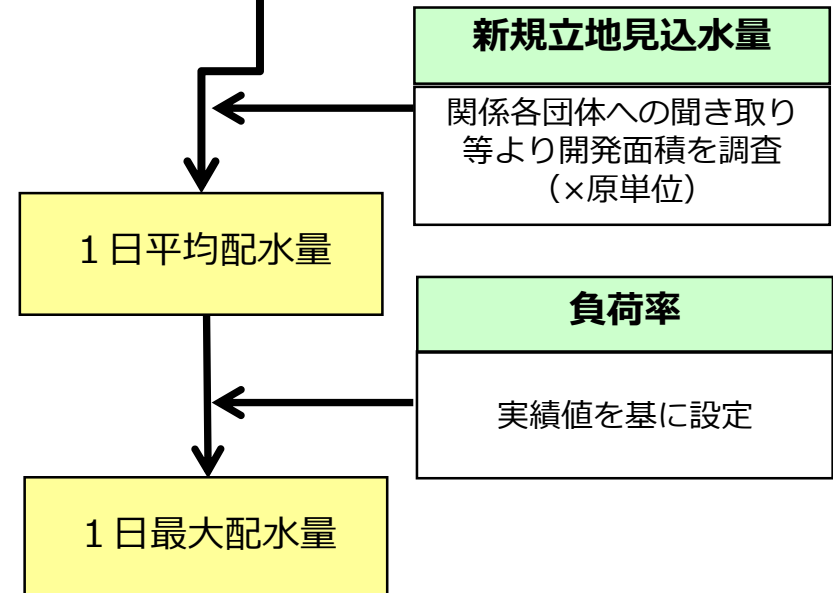 新規立地見込水量
関係各団体への聞き取り
等より開発面積を調査
（×原単位）
１日平均配水量
負荷率
実績値を基に設定
１日最大配水量